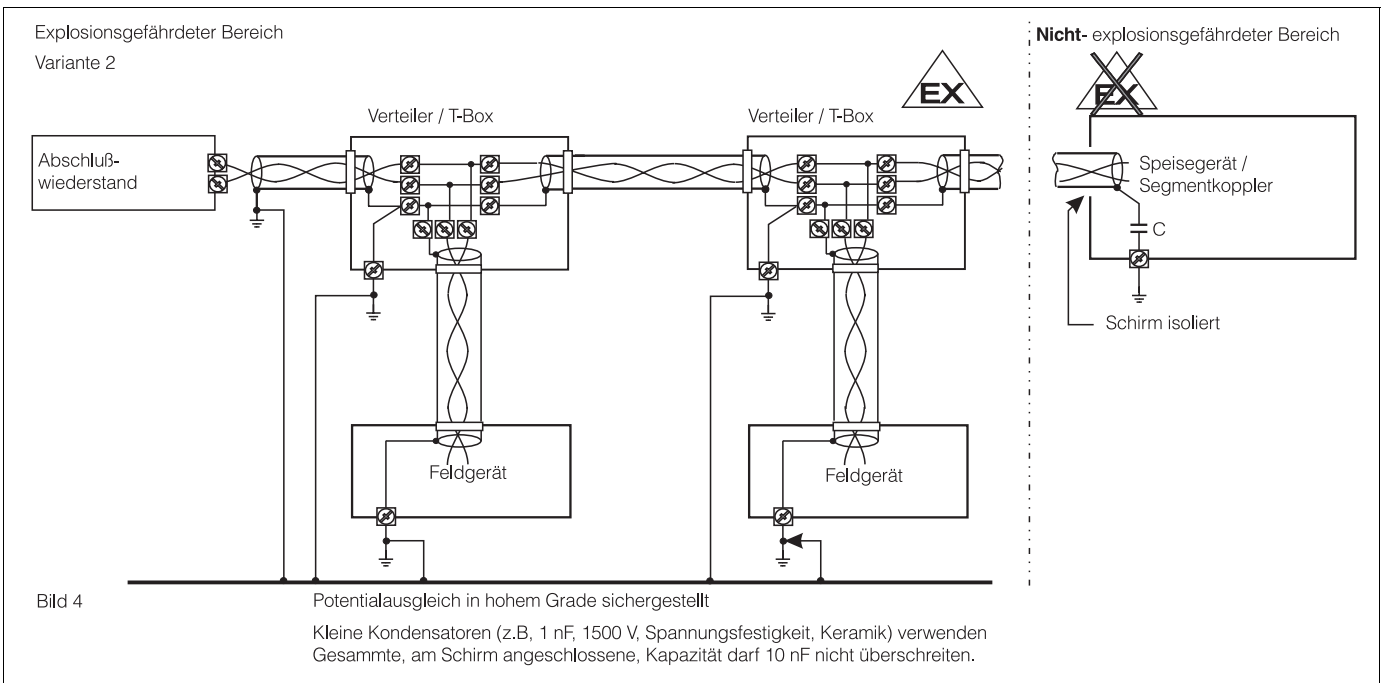 Explosionsgefährdeter Bereich
Variante 2
Nicht- explosionsgefährdeter Bereich
EX
EX
Verteiler / T-Box
Verteiler / T-Box
Abschluß-
wiederstand
Speisegerät /
Segmentkoppler
C
Schirm isoliert
Feldgerät
Feldgerät
Bild 4
Potentialausgleich in hohem Grade sichergestellt
Kleine Kondensatoren (z.B, 1 nF, 1500 V, Spannungsfestigkeit, Keramik) verwenden
Gesammte, am Schirm angeschlossene, Kapazität darf 10 nF nicht überschreiten.